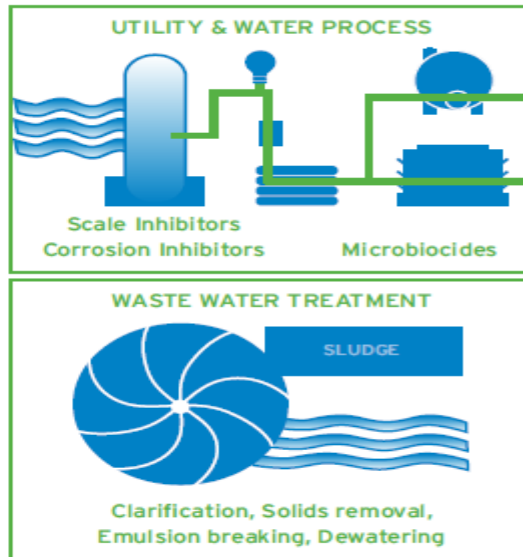 UTILITY & WATER PROCESS
Scale Inhibitors
Corrosion Inhibitors
Microbiocides
WASTE WATER TREATMENT
SLUDGE
Clarification, Solids removal,
Emulsion breaking, Dewatering